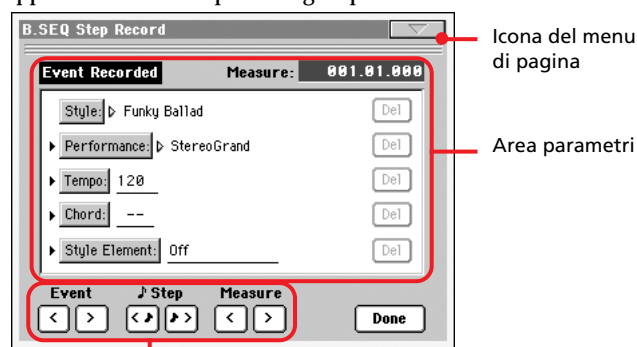 B.SEQ Step Record
Icona del menu
di pagina
Event Recorded Measure: 001.01.000
Style: Funky Ballad Del
Performance: StereoGrand Del
Area parametri
Tempo: 120 Del
Chord: -- Del
Style Element: Off Del
Event ♪ Step Measure
< > <♪ ♪> < > Done